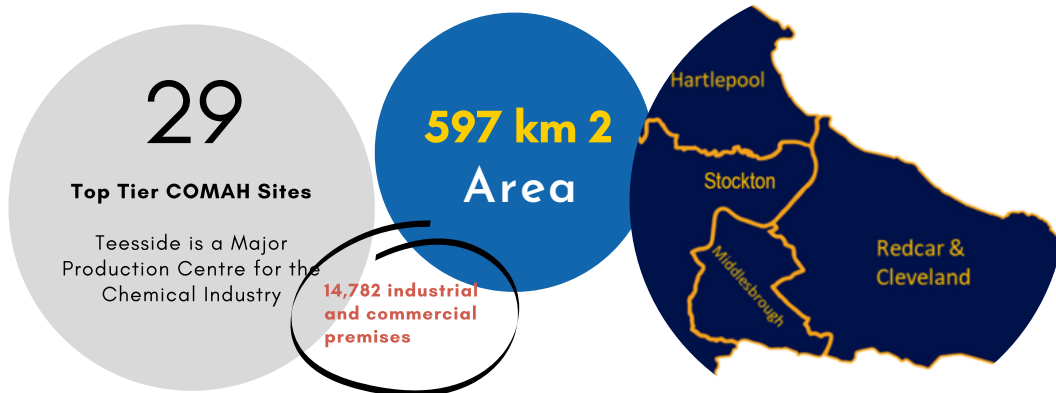 29
Top Tier COMAH Sites
Teesside is a Major
Production Centre for the
Chemical Industry
14,782 industrial
and commercial
premises
597 km 2
Area
Hartlepool
Stockton
Middlesbrough
Redcar &
Cleveland